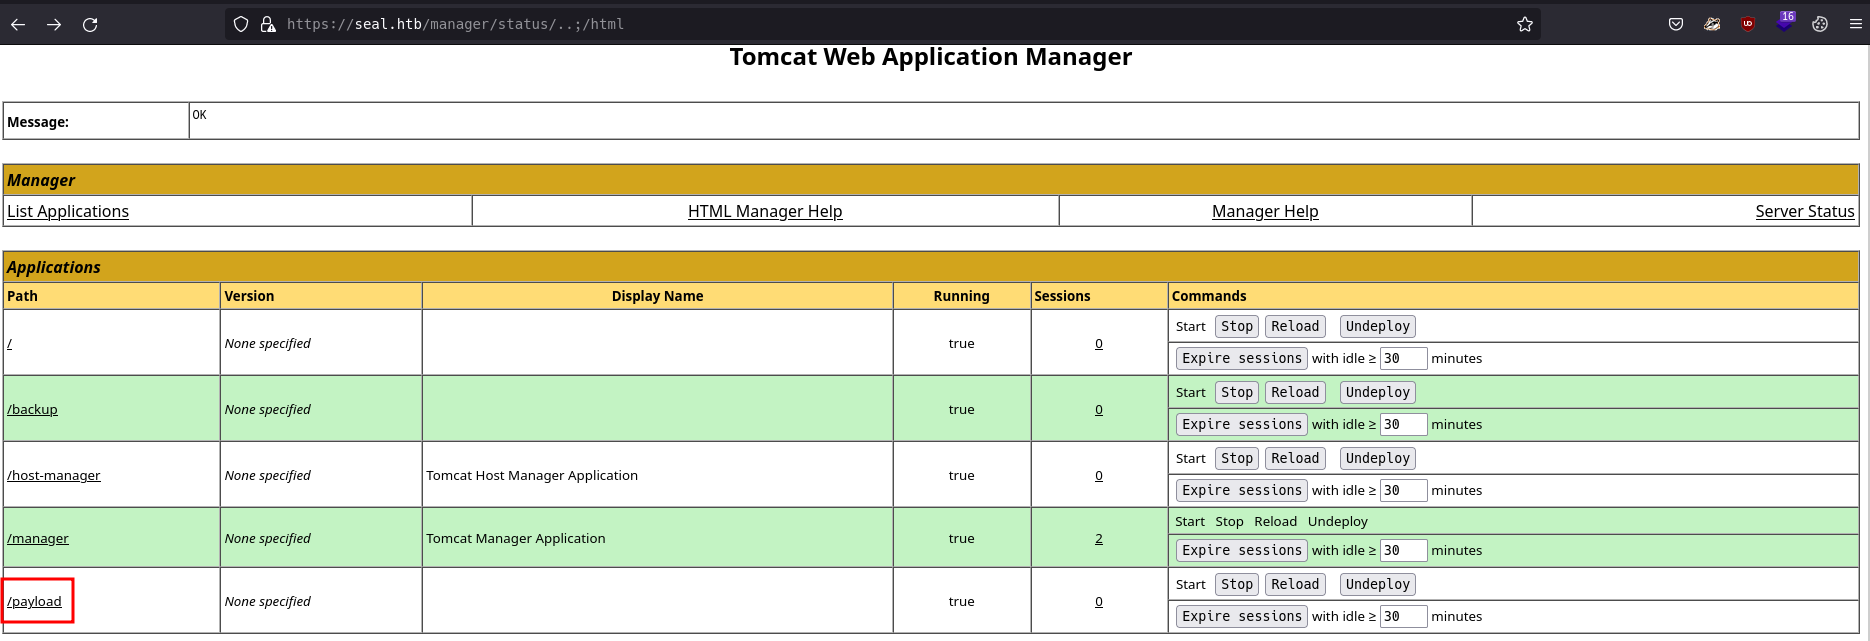 https://seal.htb/manager/status/..;/html
16
Tomcat Web Application Manager
Message: OK
Manager
List Applications HTML Manager Help Manager Help Server Status
Applications
Path Version Display Name Running Sessions Commands
/ None specified true 0 Start Stop Reload Undeploy
Expire sessions with idle ≥ 30 minutes
/backup None specified true 0 Start Stop Reload Undeploy
Expire sessions with idle ≥ 30 minutes
/host-manager None specified Tomcat Host Manager Application true 0 Start Stop Reload Undeploy
Expire sessions with idle ≥ 30 minutes
/manager None specified Tomcat Manager Application true 2 Start Stop Reload Undeploy
Expire sessions with idle ≥ 30 minutes
/payload None specified true 0 Start Stop Reload Undeploy
Expire sessions with idle ≥ 30 minutes